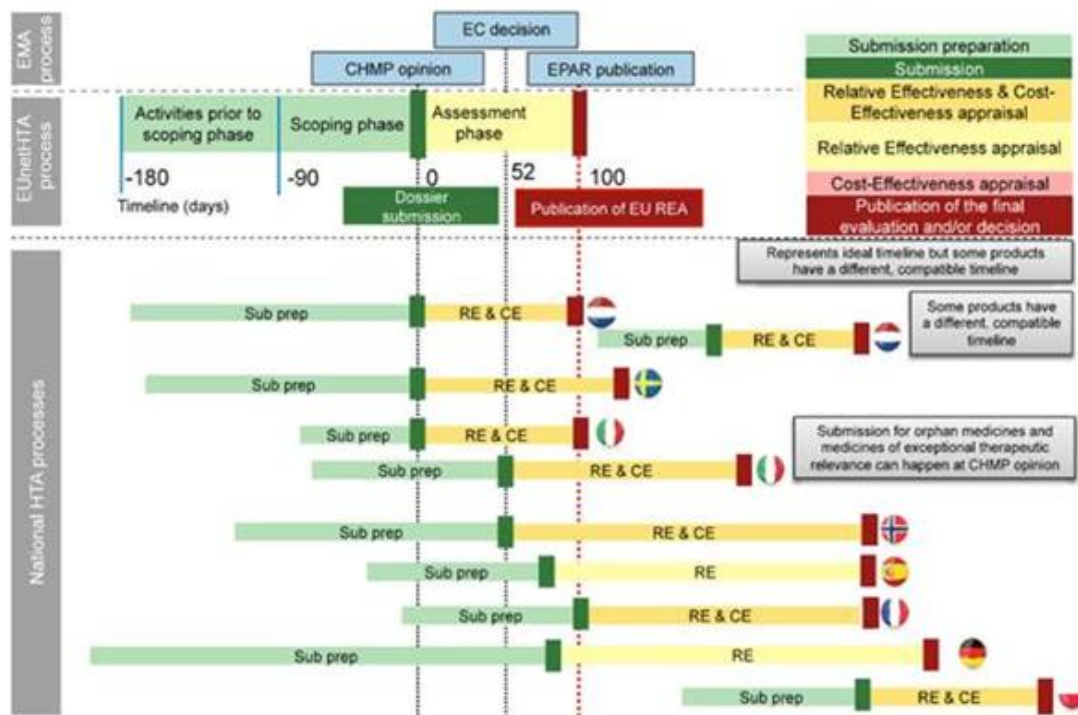 EMA
process
EC decision
CHMP opinion
EPAR publication
Submission preparation
Submission
Relative Effectiveness & Cost-
Effectiveness appraisal
Relative Effectiveness appraisal
Cost-Effectiveness appraisal
Publication of the final
evaluation and/or decision
EUnetHTA
process
Activities prior to
scoping phase
Scoping phase
Assessment
phase
-180
-90
0
52
100
Timeline (days)
Dossier
submission
Publication of EU REA
Represents ideal timeline but some products
have a different, compatible timeline
National HTA processes
Sub prep
RE & CE
Some products have
a different, compatible
timeline
Sub prep
RE & CE
Sub prep
RE & CE
Sub prep
RE & CE
Submission for orphan medicines and
medicines of exceptional therapeutic
relevance can happen at CHMP opinion
Sub prep
RE & CE
Sub prep
RE & CE
Sub prep
RE
Sub prep
RE & CE
Sub prep
RE
Sub prep
RE & CE